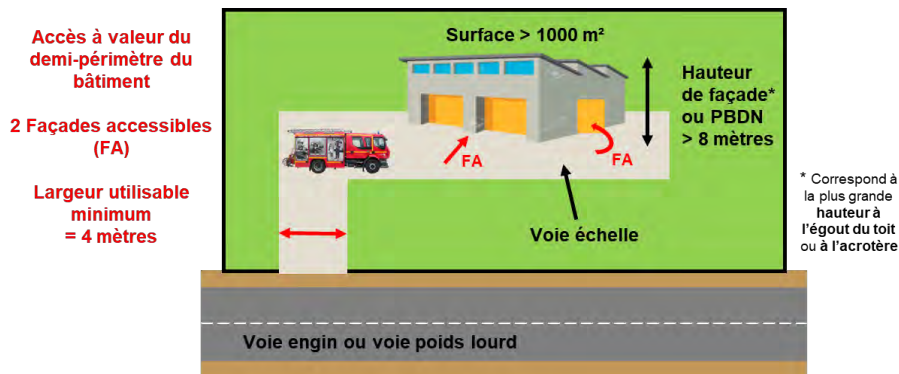 Accès à valeur du
demi-périmètre du
bâtiment
2 Façades accessibles
(FA)
Largeur utilisable
minimum
= 4 mètres
Surface > 1000 m²
Hauteur
de façade*
ou PBDN
> 8 mètres
FA
FA
Voie échelle
* Correspond à
la plus grande
hauteur à
l'égout du toit
ou à l'acrotère
Voie engin ou voie poids lourd